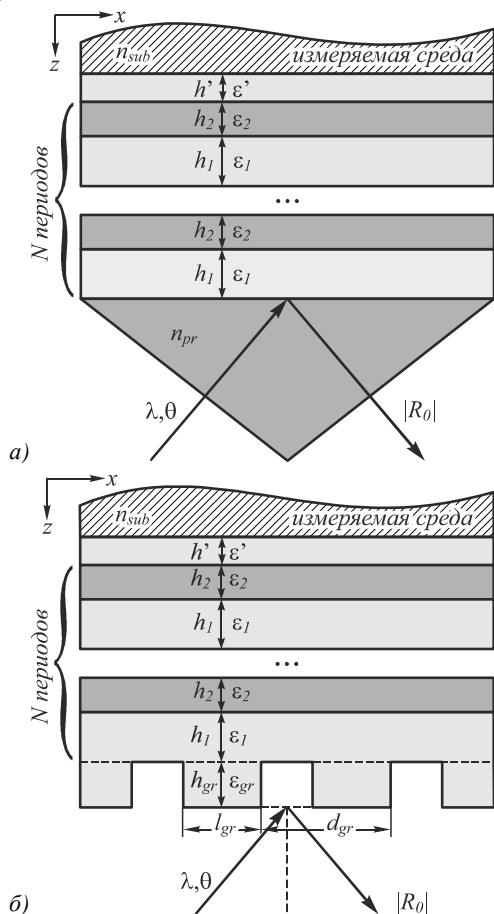 x
z
n_sub
измеряемая среда
h’ ε’
h_2 ε_2
h_1 ε_1
N периодов
...
h_2 ε_2
h_1 ε_1
n_pr
λ,θ
|R_0|
а)
x
z
n_sub
измеряемая среда
h’ ε’
h_2 ε_2
h_1 ε_1
N периодов
...
h_2 ε_2
h_1 ε_1
h_gr ε_gr
l_gr d_gr
λ,θ
|R_0|
б)